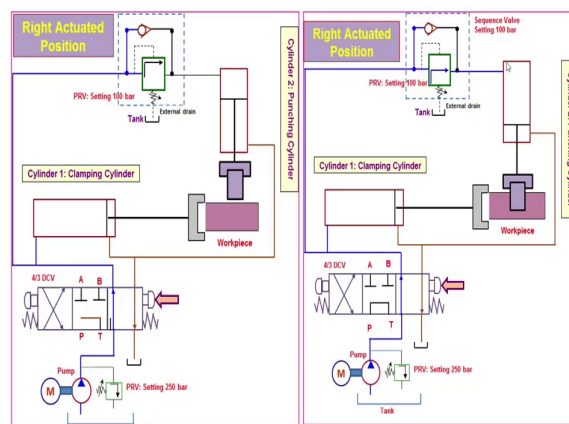 Right Actuated
Position
PRV: Setting 100 bar
External drain
Tank
Cylinder 2: Punching Cylinder
Cylinder 1: Clamping Cylinder
Workpiece
4/3 DCV
A B
P T
Pump
M
PRV: Setting 250 bar
Right Actuated
Position
Sequence Valve
Setting 100 bar
PRV: Setting 100 bar
External drain
Tank
Cylinder 1: Clamping Cylinder
Workpiece
4/3 DCV
A B
P T
Pump
M
PRV: Setting 250 bar
Tank